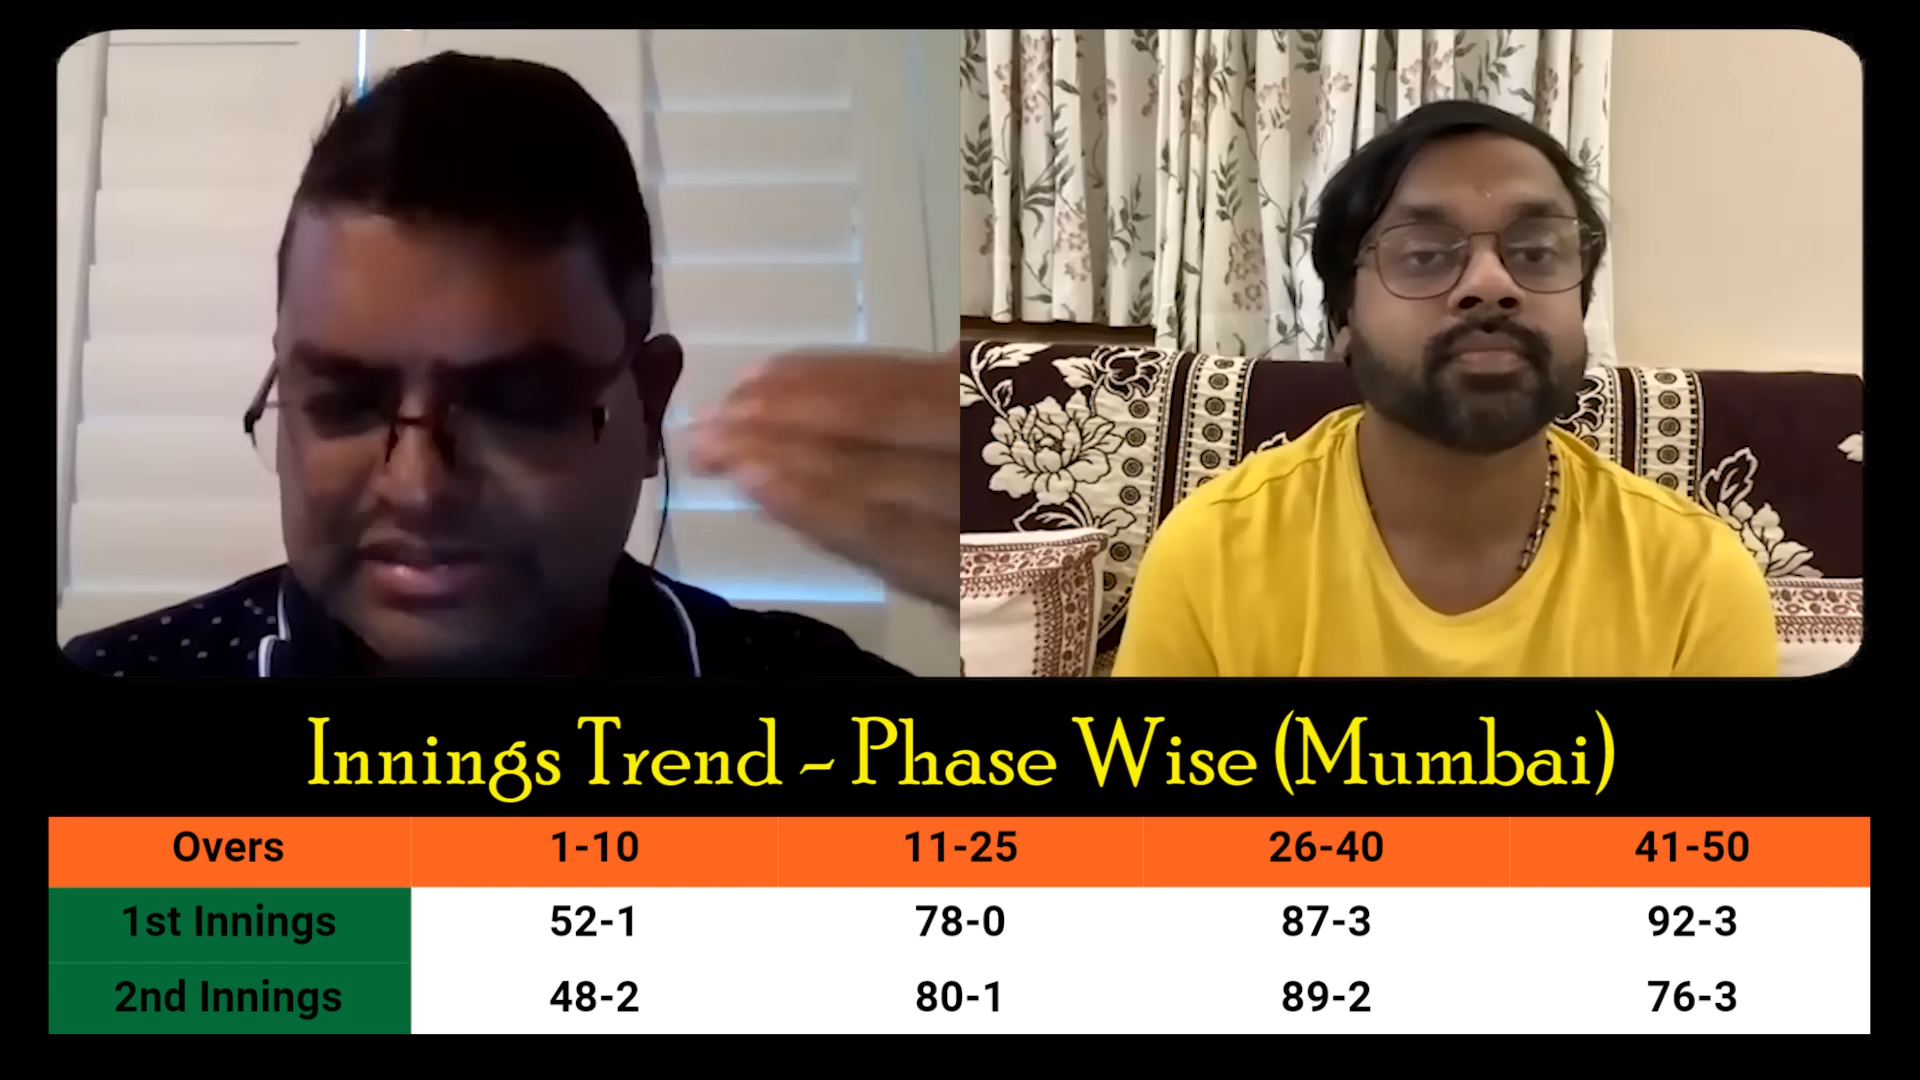 Innings Trend - Phase Wise (Mumbai)
Overs 1-10 11-25 26-40 41-50
1st Innings 52-1 78-0 87-3 92-3
2nd Innings 48-2 80-1 89-2 76-3